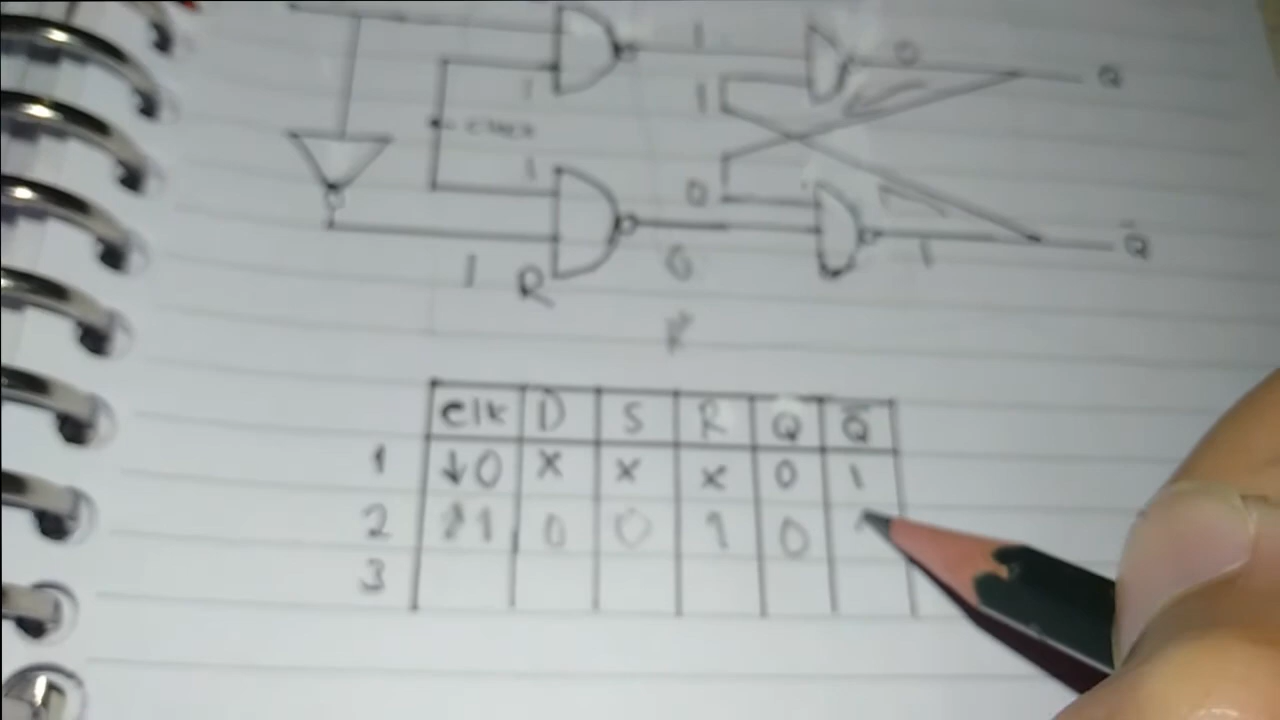 1 0 Q
1 1
CLK
1
0
1 R 0 1 Q̅
R
clk D S R Q Q̅
1 ↓0 X X X 0 1
2 ↑1 0 0 1 0
3